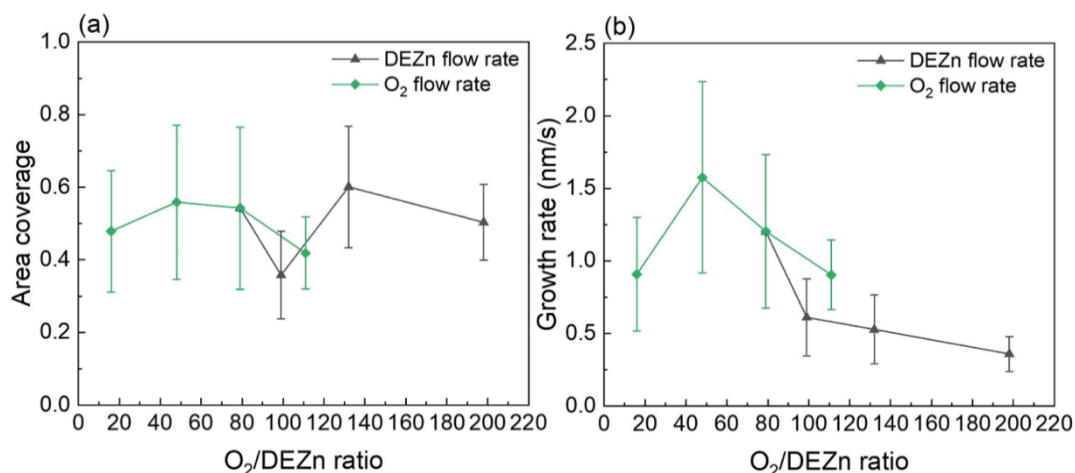 (a)
1.0
0.8
0.6
0.4
0.2
0.0
Area coverage
DEZn flow rate
O₂ flow rate
0 20 40 60 80 100 120 140 160 180 200 220
O₂/DEZn ratio
(b)
2.5
2.0
1.5
1.0
0.5
0.0
Growth rate (nm/s)
DEZn flow rate
O₂ flow rate
0 20 40 60 80 100 120 140 160 180 200 220
O₂/DEZn ratio